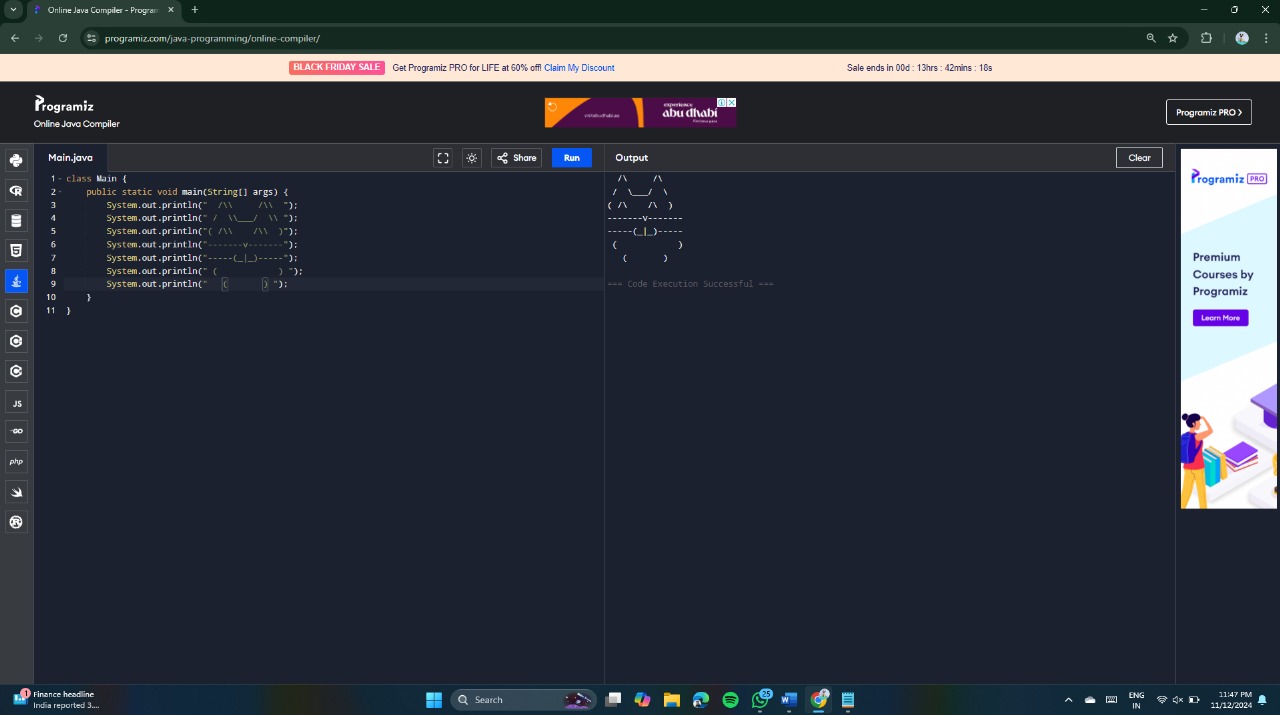 Online Java Compiler - Program
programiz.com/java-programming/online-compiler/
BLACK FRIDAY SALE Get Programiz PRO for LIFE at 60% off! Claim My Discount Sale ends in 00d : 13hrs : 42mins : 18s
Programiz
Online Java Compiler
visitabudhabi.ae
experience
abu dhabi
Programiz PRO >
Main.java
Share
Run
Output
Clear
1 class Main {
2     public static void main(String[] args) {
3         System.out.println("  /\\     /\\  ");
4         System.out.println(" /  \\___/  \\ ");
5         System.out.println("( /\\    /\\  )");
6         System.out.println("-------v-------");
7         System.out.println("-----(_|_)-----");
8         System.out.println(" (            ) ");
9         System.out.println("   (       ) ");
10     }
11 }
  /\     /\
 /  \___/  \
( /\    /\  )
-------v-------
-----(_|_)-----
 (            )
   (       )
=== Code Execution Successful ===
JS
GO
php
Programiz PRO
Premium
Courses by
Programiz
Learn More
1
Finance headline
India reported 3....
Search
25
ENG
IN
11:47 PM
11/12/2024